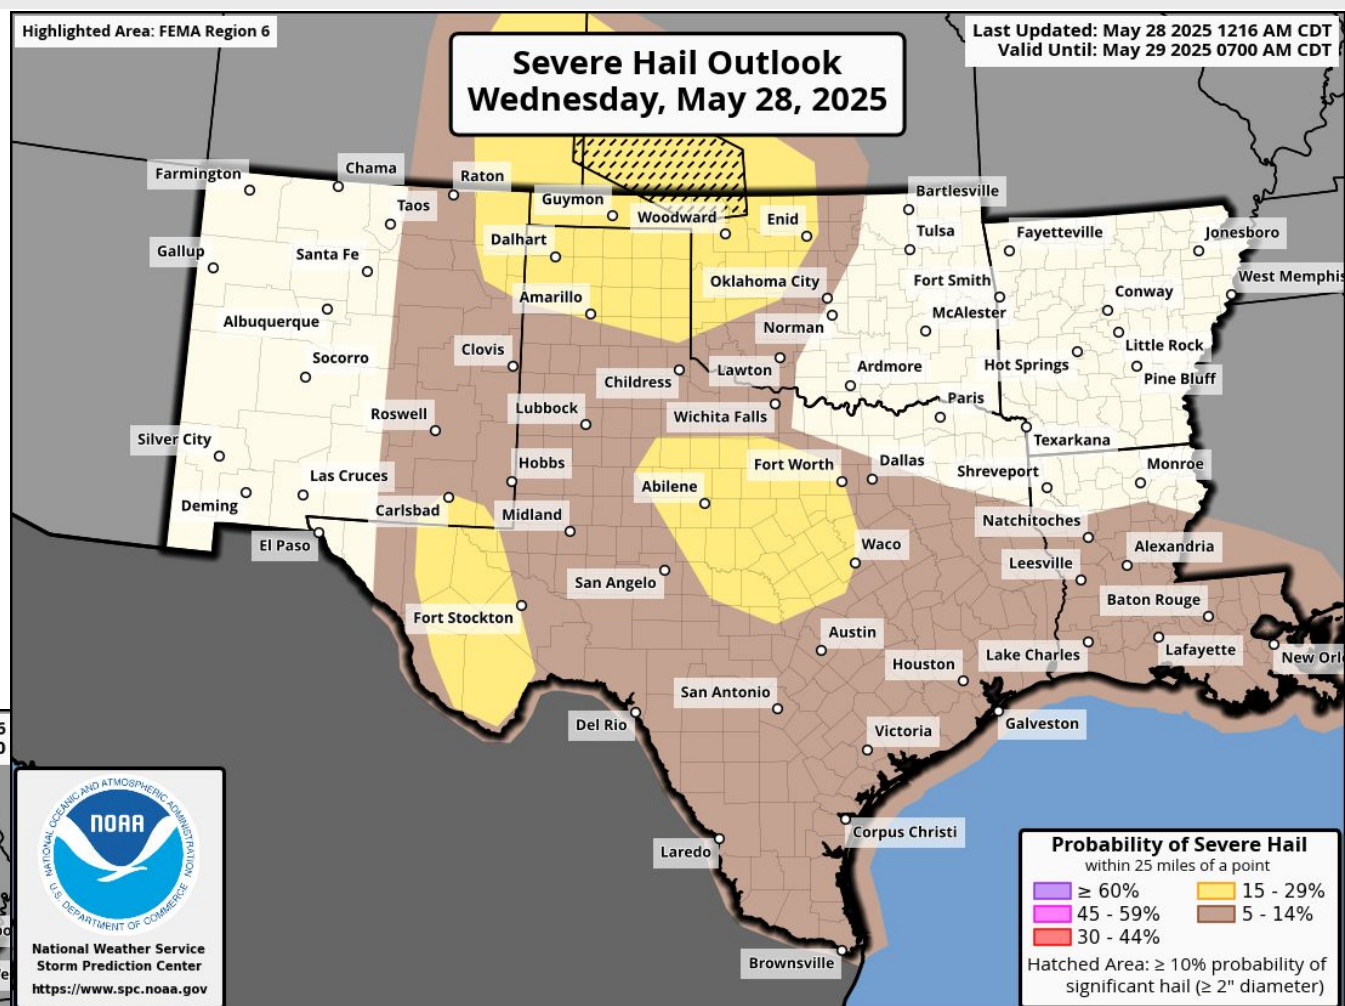 Highlighted Area: FEMA Region 6
Severe Hail Outlook
Wednesday, May 28, 2025
Last Updated: May 28 2025 1216 AM CDT
Valid Until: May 29 2025 0700 AM CDT
Farmington
Chama
Raton
Taos
Guymon
Woodward
Enid
Bartlesville
Tulsa
Fayetteville
Jonesboro
Gallup
Santa Fe
Dalhart
Oklahoma City
Fort Smith
West Memphis
Albuquerque
Amarillo
Norman
McAlester
Conway
Little Rock
Socorro
Clovis
Childress
Lawton
Ardmore
Hot Springs
Pine Bluff
Roswell
Lubbock
Wichita Falls
Paris
Texarkana
Silver City
Las Cruces
Hobbs
Fort Worth
Dallas
Shreveport
Monroe
Deming
Carlsbad
Abilene
Midland
Natchitoches
El Paso
Waco
Alexandria
San Angelo
Leesville
Fort Stockton
Baton Rouge
Austin
Houston
Lake Charles
Lafayette
New Orl
San Antonio
Del Rio
Victoria
Galveston
Laredo
Corpus Christi
Brownsville
NATIONAL OCEANIC AND ATMOSPHERIC ADMINISTRATION
NOAA
U.S. DEPARTMENT OF COMMERCE
National Weather Service
Storm Prediction Center
https://www.spc.noaa.gov
Probability of Severe Hail
within 25 miles of a point
≥ 60%
45 - 59%
30 - 44%
15 - 29%
5 - 14%
Hatched Area: ≥ 10% probability of
significant hail (≥ 2" diameter)